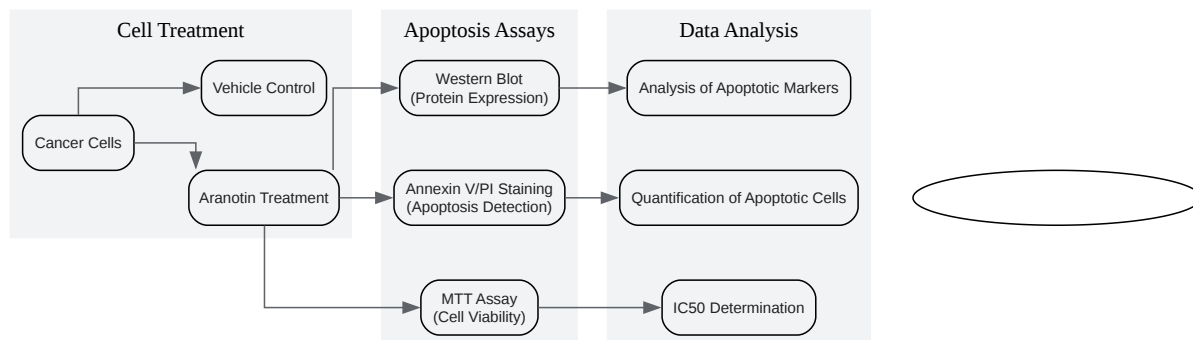 Cell Treatment
Apoptosis Assays
Data Analysis
Vehicle Control
Western Blot
(Protein Expression)
Analysis of Apoptotic Markers
Cancer Cells
Aranotin Treatment
Annexin V/PI Staining
(Apoptosis Detection)
Quantification of Apoptotic Cells
MTT Assay
(Cell Viability)
IC50 Determination